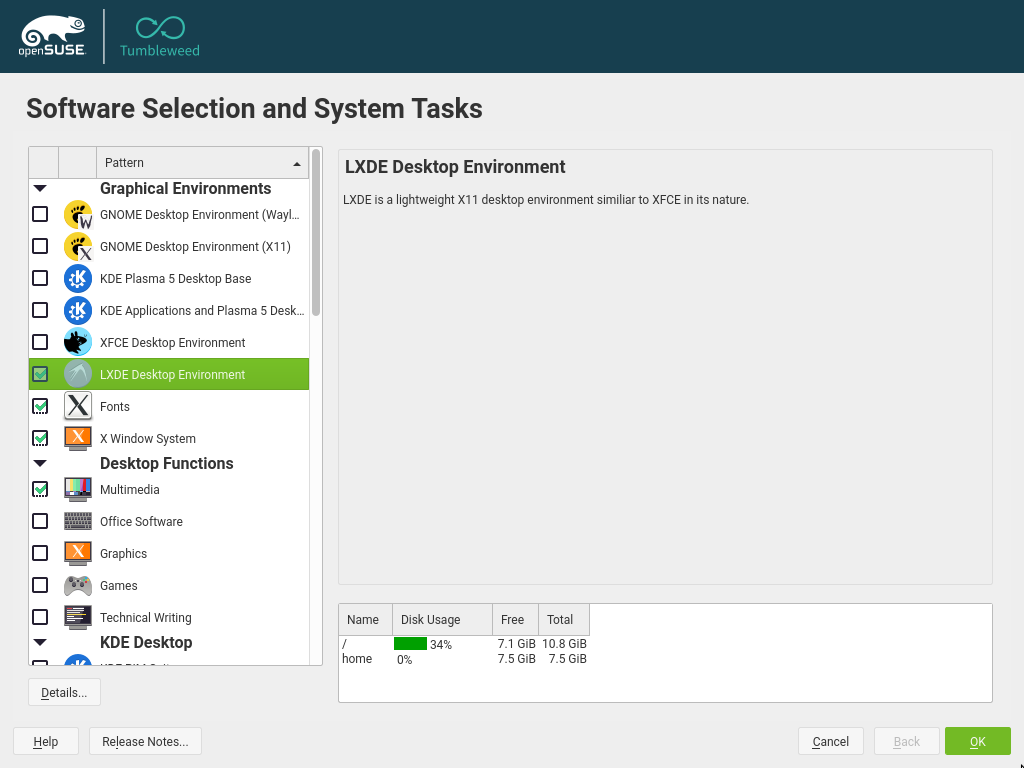 openSUSE.
Tumbleweed
Software Selection and System Tasks
Pattern
Graphical Environments
GNOME Desktop Environment (Wayl...
GNOME Desktop Environment (X11)
KDE Plasma 5 Desktop Base
KDE Applications and Plasma 5 Desk...
XFCE Desktop Environment
LXDE Desktop Environment
Fonts
X Window System
Desktop Functions
Multimedia
Office Software
Graphics
Games
Technical Writing
KDE Desktop
Details...
LXDE Desktop Environment
LXDE is a lightweight X11 desktop environment similiar to XFCE in its nature.
Name Disk Usage Free Total
/ 34% 7.1 GiB 10.8 GiB
home 0% 7.5 GiB 7.5 GiB
Help Release Notes... Cancel Back OK